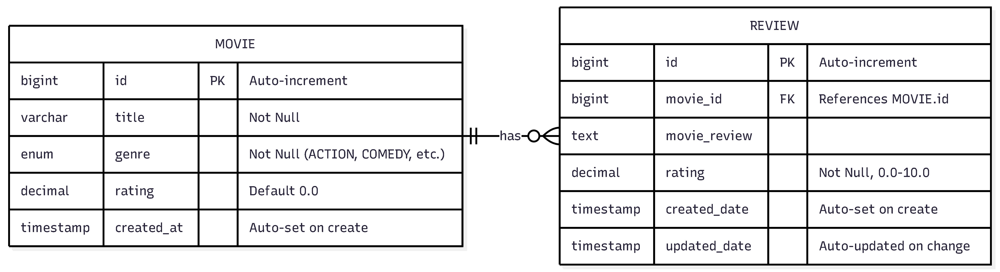 MOVIE
bigint id PK Auto-increment
varchar title Not Null
enum genre Not Null (ACTION, COMEDY, etc.)
decimal rating Default 0.0
timestamp created_at Auto-set on create
has
REVIEW
bigint id PK Auto-increment
bigint movie_id FK References MOVIE.id
text movie_review
decimal rating Not Null, 0.0-10.0
timestamp created_date Auto-set on create
timestamp updated_date Auto-updated on change